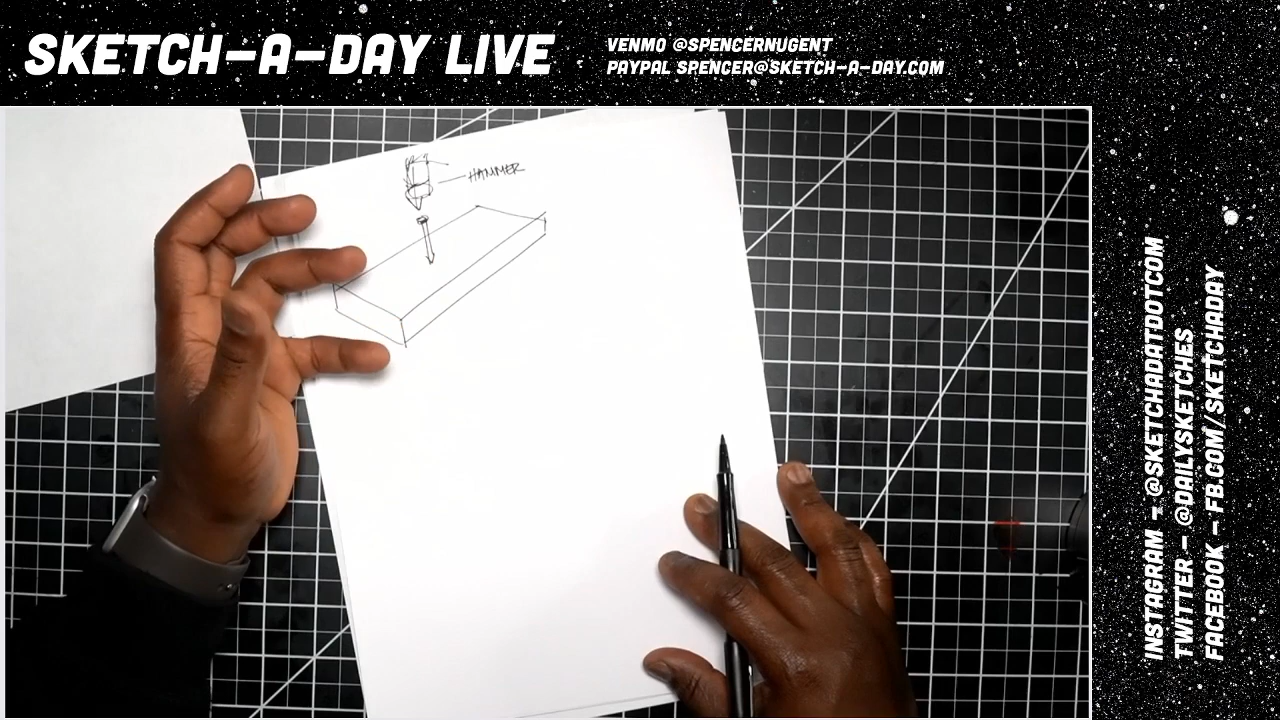 SKETCH-A-DAY LIVE
VENMO @SPENCERNUGENT
PAYPAL SPENCER@SKETCH-A-DAY.COM
HAMMER
INSTAGRAM - @SKETCHADAYDOTCOM
TWITTER - @DAILYSKETCHES
FACEBOOK - FB.COM/SKETCHADAY